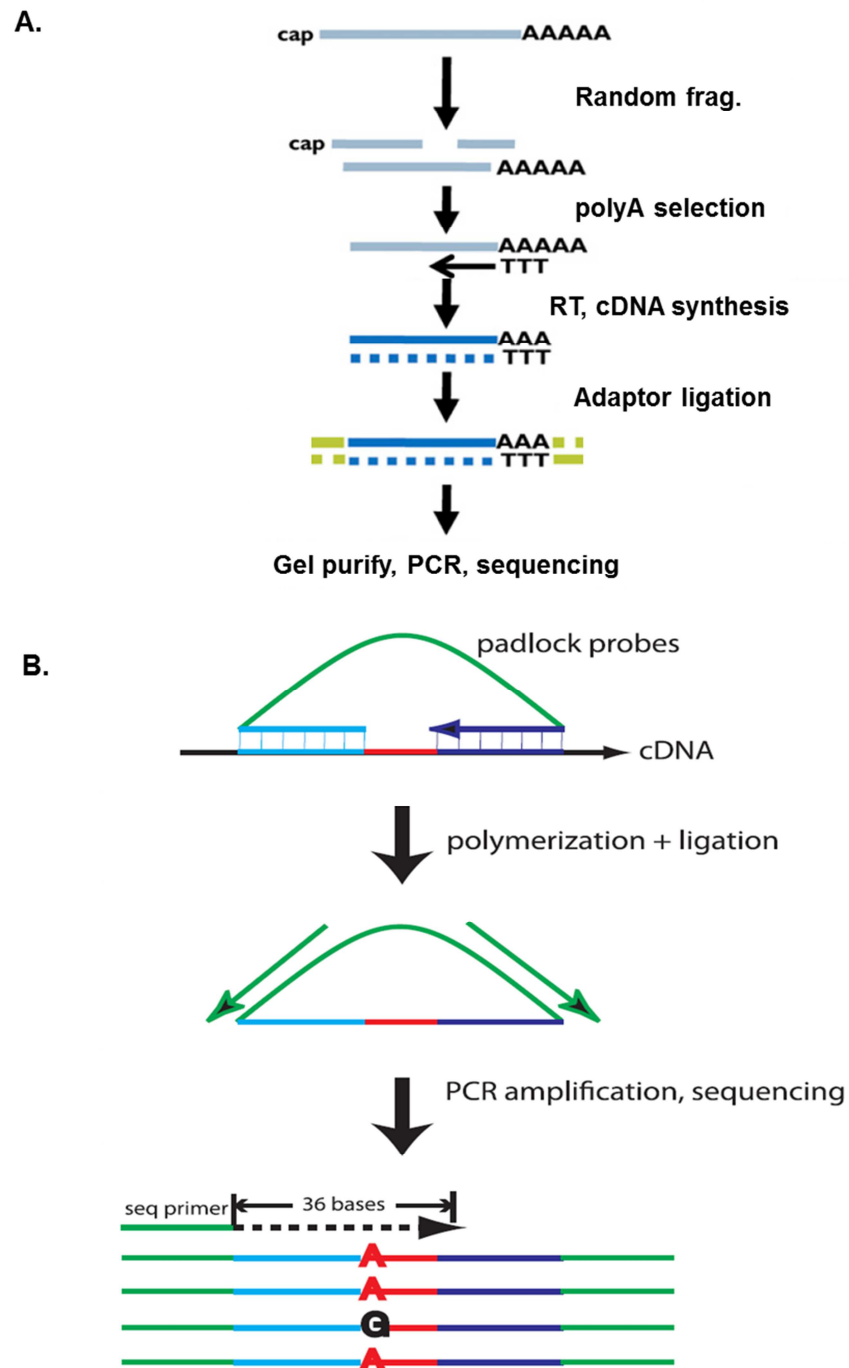 A.
cap AAAAA
Random frag.
cap
AAAAA
polyA selection
AAAAA
TTT
RT, cDNA synthesis
AAA
TTT
Adaptor ligation
AAA
TTT
Gel purify, PCR, sequencing
B.
padlock probes
cDNA
polymerization + ligation
PCR amplification, sequencing
seq primer 36 bases
A
A
G
A